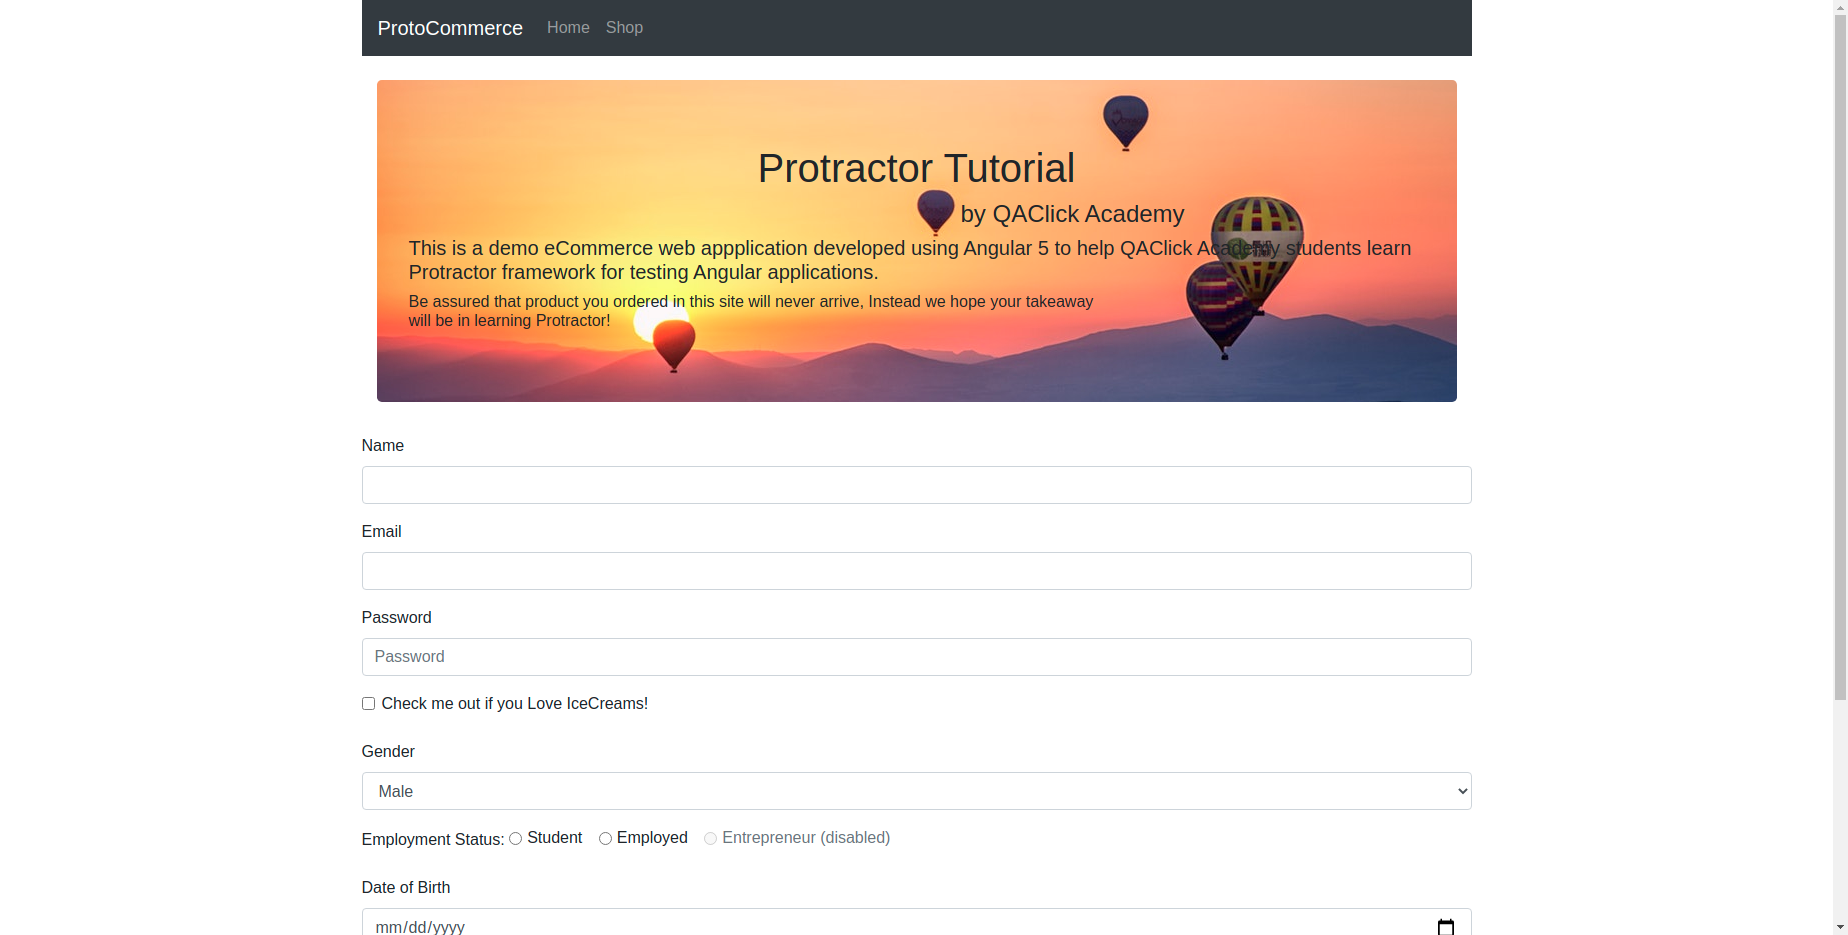 ProtoCommerce Home Shop
Protractor Tutorial
by QAClick Academy
This is a demo eCommerce web appplication developed using Angular 5 to help QAClick Academy students learn
Protractor framework for testing Angular applications.
Be assured that product you ordered in this site will never arrive, Instead we hope your takeaway
will be in learning Protractor!
Name
Email
Password
Password
Check me out if you Love IceCreams!
Gender
Male
Employment Status: Student Employed Entrepreneur (disabled)
Date of Birth
mm/dd/yyyy